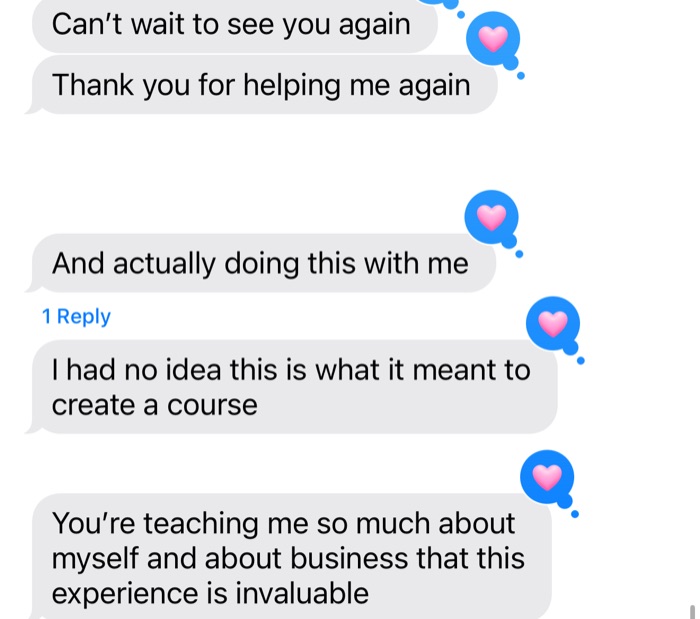 Can't wait to see you again
Thank you for helping me again
And actually doing this with me
1 Reply
I had no idea this is what it meant to
create a course
You're teaching me so much about
myself and about business that this
experience is invaluable